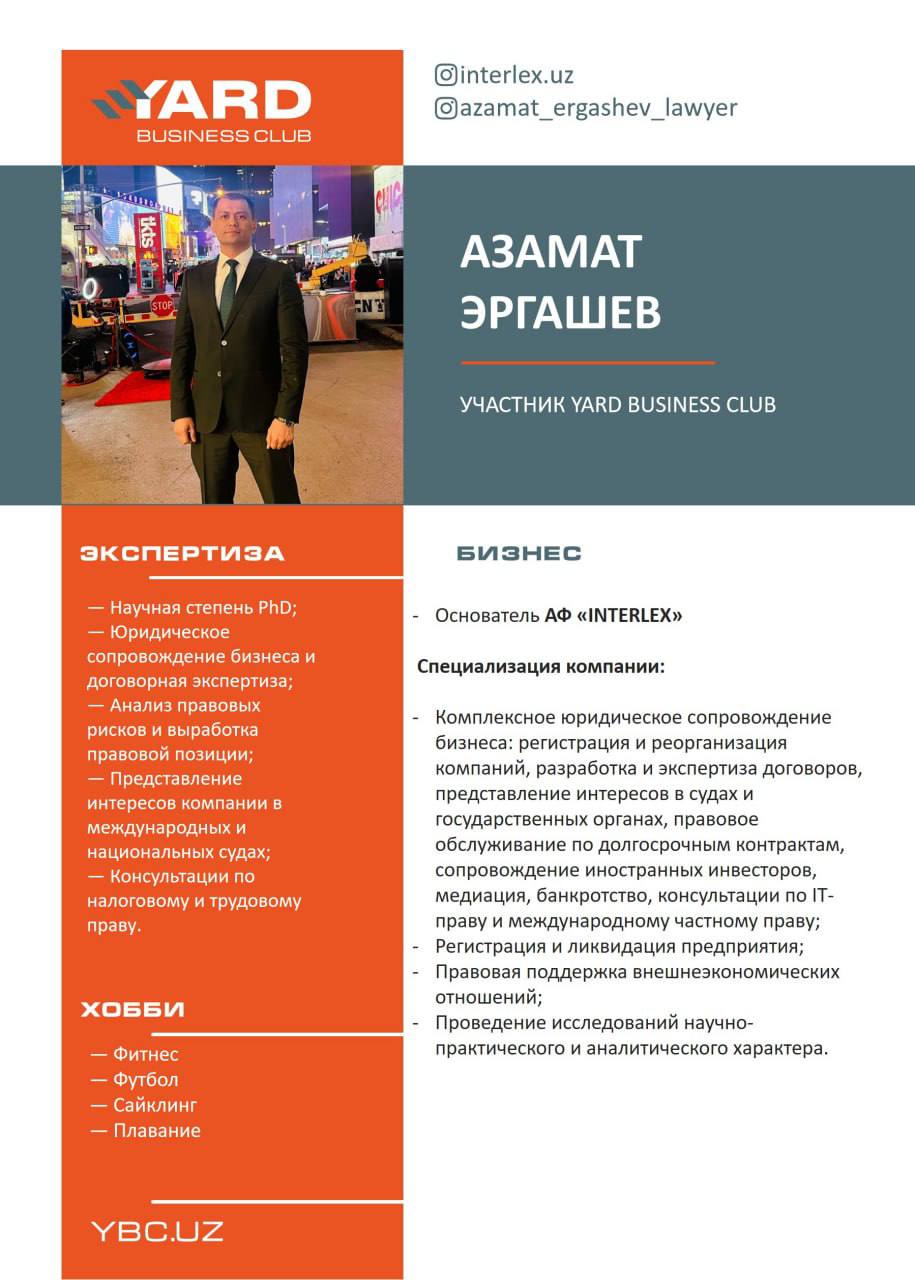 YARD
BUSINESS CLUB
interlex.uz
azamat_ergashev_lawyer
tkts
STOP
АЗАМАТ
ЭРГАШЕВ
УЧАСТНИК YARD BUSINESS CLUB
ЭКСПЕРТИЗА
— Научная степень PhD;
— Юридическое
сопровождение бизнеса и
договорная экспертиза;
— Анализ правовых
рисков и выработка
правовой позиции;
— Представление
интересов компании в
международных и
национальных судах;
— Консультации по
налоговому и трудовому
праву.
ХОББИ
— Фитнес
— Футбол
— Сайклинг
— Плавание
YBC.UZ
БИЗНЕС
- Основатель АФ «INTERLEX»
Специализация компании:
- Комплексное юридическое сопровождение
бизнеса: регистрация и реорганизация
компаний, разработка и экспертиза договоров,
представление интересов в судах и
государственных органах, правовое
обслуживание по долгосрочным контрактам,
сопровождение иностранных инвесторов,
медиация, банкротство, консультации по IT-
праву и международному частному праву;
- Регистрация и ликвидация предприятия;
- Правовая поддержка внешнеэкономических
отношений;
- Проведение исследований научно-
практического и аналитического характера.